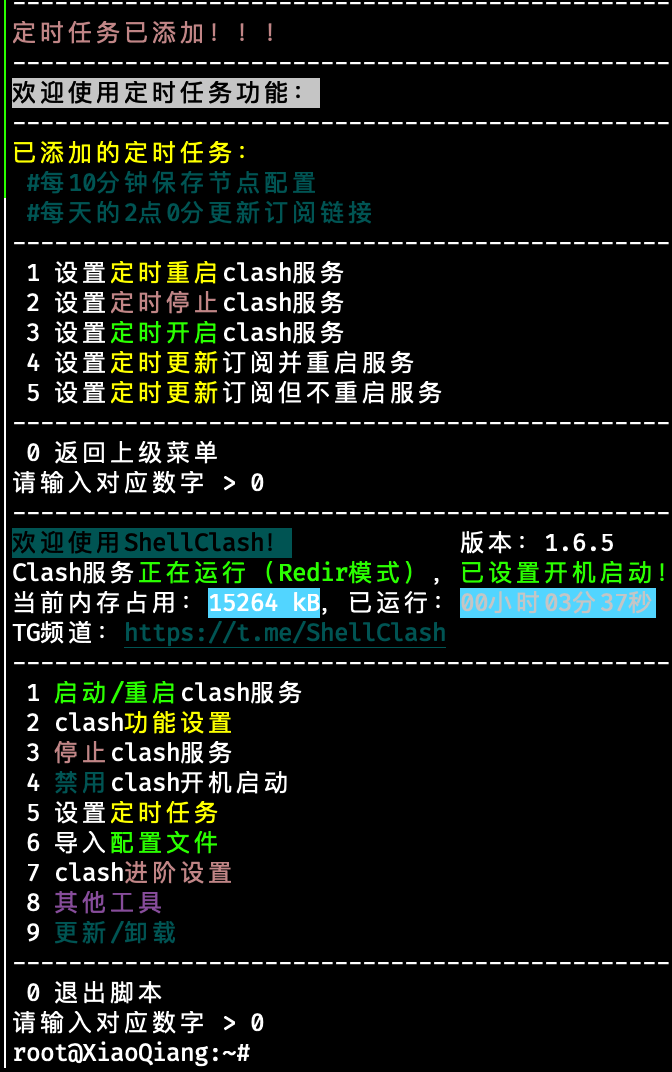 -----------------------------------------------
定时任务已添加！！！
-----------------------------------------------
欢迎使用定时任务功能：
-----------------------------------------------
已添加的定时任务：
#每10分钟保存节点配置
#每天的2点0分更新订阅链接
-----------------------------------------------
1 设置定时重启clash服务
2 设置定时停止clash服务
3 设置定时开启clash服务
4 设置定时更新订阅并重启服务
5 设置定时更新订阅但不重启服务
-----------------------------------------------
0 返回上级菜单
请输入对应数字 > 0
-----------------------------------------------
欢迎使用ShellClash! 版本：1.6.5
Clash服务正在运行（Redir模式），已设置开机启动!
当前内存占用：15264 kB，已运行：00小时03分37秒
TG频道：https://t.me/ShellClash
-----------------------------------------------
1 启动/重启clash服务
2 clash功能设置
3 停止clash服务
4 禁用clash开机启动
5 设置定时任务
6 导入配置文件
7 clash进阶设置
8 其他工具
9 更新/卸载
-----------------------------------------------
0 退出脚本
请输入对应数字 > 0
root@XiaoQiang:~#